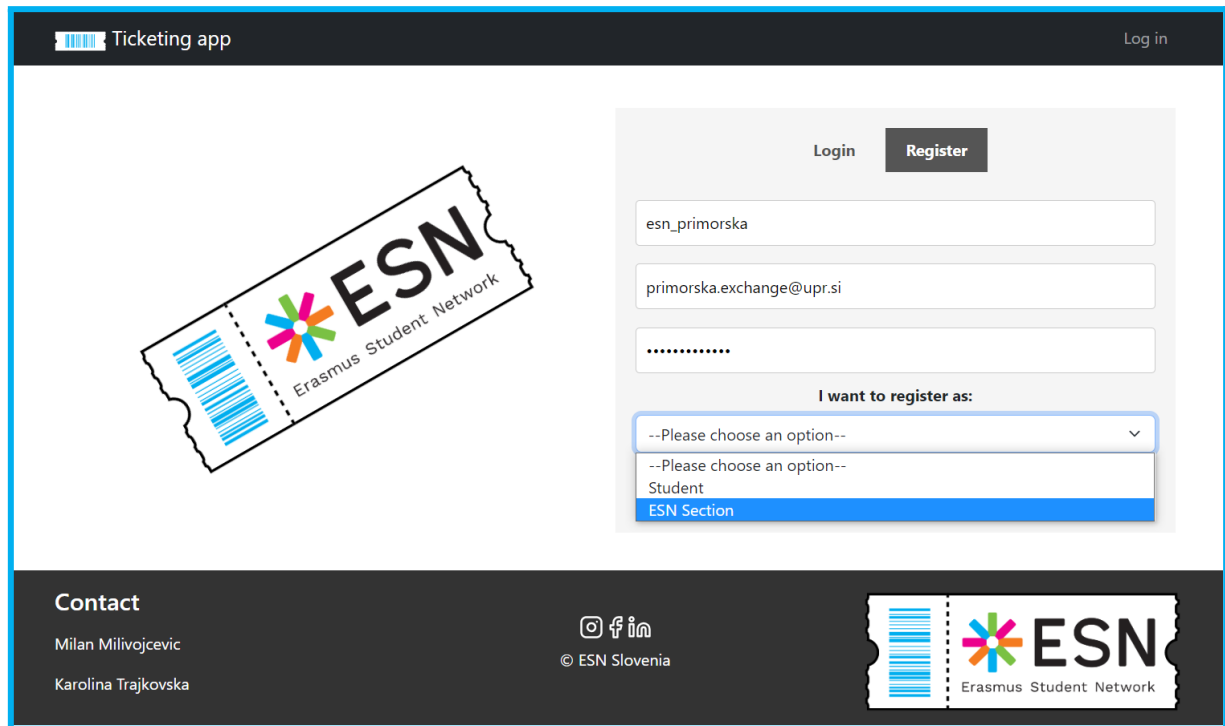 Ticketing app
Log in
ESN
Erasmus Student Network
Login
Register
esn_primorska
primorska.exchange@upr.si
•••••••••••••
I want to register as:
--Please choose an option--
--Please choose an option--
Student
ESN Section
Contact
Milan Milivojcevic
Karolina Trajkovska
© ESN Slovenia
ESN
Erasmus Student Network